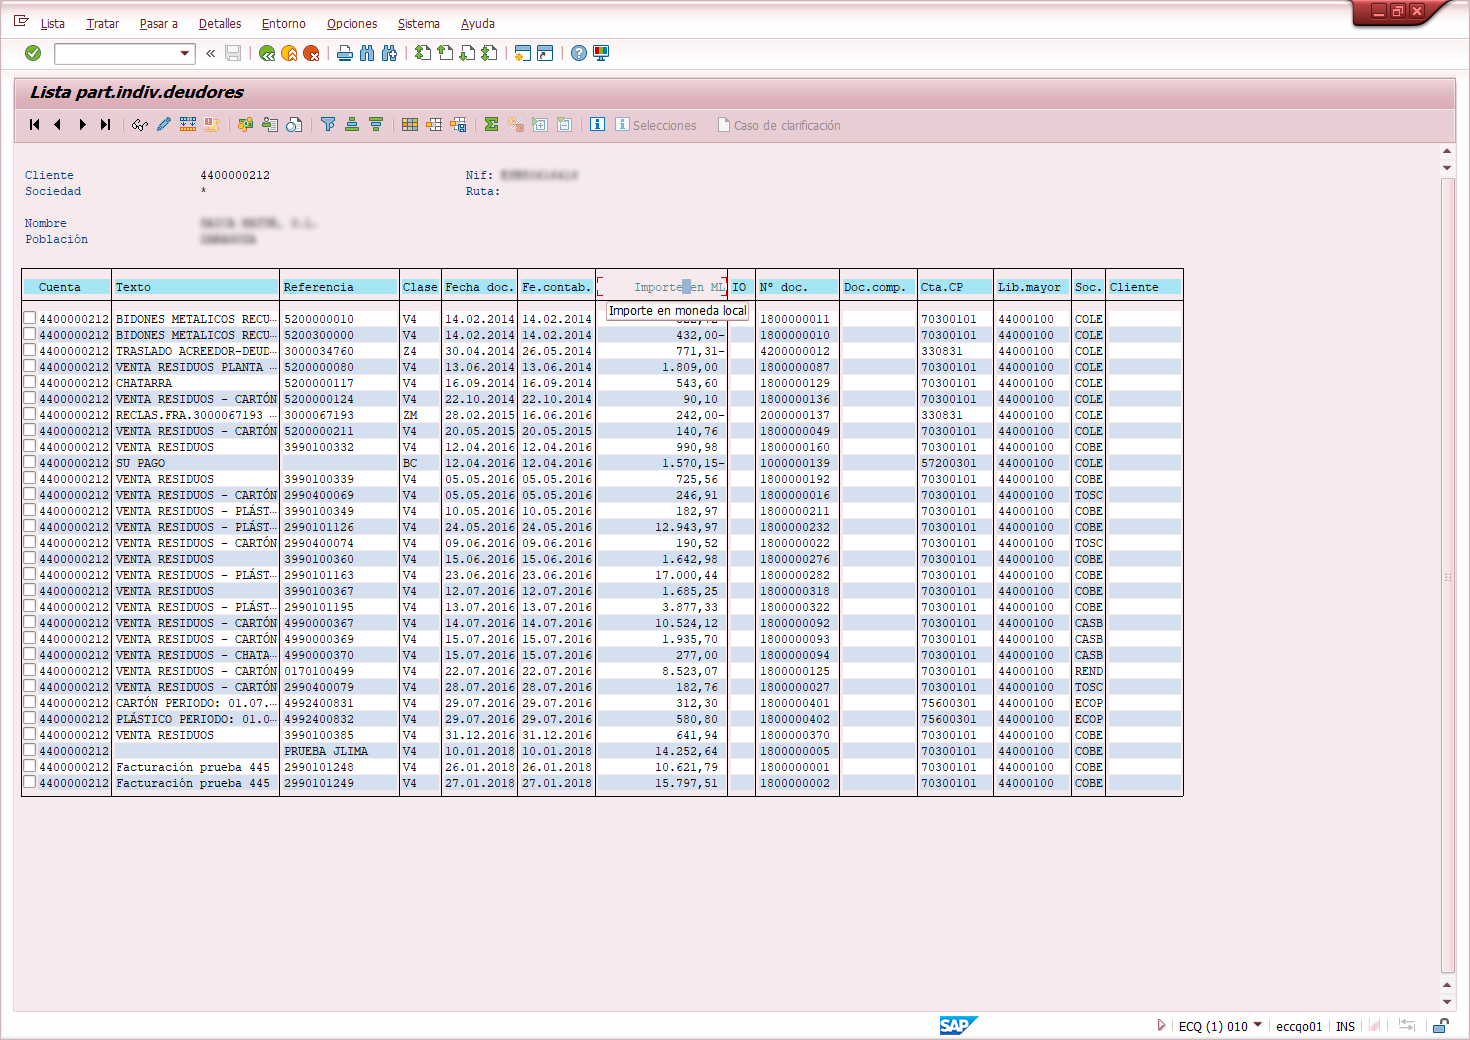 Lista Tratar Pasar a Detalles Entorno Opciones Sistema Ayuda
Lista part.indiv.deudores
Selecciones Caso de clarificación
Cliente 4400000212 Nif:
Sociedad * Ruta:
Nombre
Población
Cuenta Texto Referencia Clase Fecha doc. Fe.contab. Importe en ML IO Nº doc. Doc.comp. Cta.CP Lib.mayor Soc. Cliente
Importe en moneda local
4400000212 BIDONES METALICOS RECU… 5200000010 V4 14.02.2014 14.02.2014 1800000011 70300101 44000100 COLE
4400000212 BIDONES METALICOS RECU… 5200300000 V4 14.02.2014 14.02.2014 432,00- 1800000010 70300101 44000100 COLE
4400000212 TRASLADO ACREEDOR-DEUD… 3000034760 Z4 30.04.2014 26.05.2014 771,31- 4200000012 330831 44000100 COLE
4400000212 VENTA RESIDUOS PLANTA … 5200000080 V4 13.06.2014 13.06.2014 1.809,00 1800000087 70300101 44000100 COLE
4400000212 CHATARRA 5200000117 V4 16.09.2014 16.09.2014 543,60 1800000129 70300101 44000100 COLE
4400000212 VENTA RESIDUOS - CARTÓN 5200000124 V4 22.10.2014 22.10.2014 90,10 1800000136 70300101 44000100 COLE
4400000212 RECLAS.FRA.3000067193 … 3000067193 ZM 28.02.2015 16.06.2016 242,00- 2000000137 330831 44000100 COLE
4400000212 VENTA RESIDUOS - CARTÓN 5200000211 V4 20.05.2015 20.05.2015 140,76 1800000049 70300101 44000100 COLE
4400000212 VENTA RESIDUOS 3990100332 V4 12.04.2016 12.04.2016 990,98 1800000160 70300101 44000100 COBE
4400000212 SU PAGO BC 12.04.2016 12.04.2016 1.570,15- 1000000139 57200301 44000100 COLE
4400000212 VENTA RESIDUOS 3990100339 V4 05.05.2016 05.05.2016 725,56 1800000192 70300101 44000100 COBE
4400000212 VENTA RESIDUOS - CARTÓN 2990400069 V4 05.05.2016 05.05.2016 246,91 1800000016 70300101 44000100 TOSC
4400000212 VENTA RESIDUOS - PLÁST… 3990100349 V4 10.05.2016 10.05.2016 182,97 1800000211 70300101 44000100 COBE
4400000212 VENTA RESIDUOS - PLÁST… 2990101126 V4 24.05.2016 24.05.2016 12.943,97 1800000232 70300101 44000100 COBE
4400000212 VENTA RESIDUOS - CARTÓN 2990400074 V4 09.06.2016 09.06.2016 190,52 1800000022 70300101 44000100 TOSC
4400000212 VENTA RESIDUOS 3990100360 V4 15.06.2016 15.06.2016 1.642,98 1800000276 70300101 44000100 COBE
4400000212 VENTA RESIDUOS - PLÁST… 2990101163 V4 23.06.2016 23.06.2016 17.000,44 1800000282 70300101 44000100 COBE
4400000212 VENTA RESIDUOS 3990100367 V4 12.07.2016 12.07.2016 1.685,25 1800000318 70300101 44000100 COBE
4400000212 VENTA RESIDUOS - PLÁST… 2990101195 V4 13.07.2016 13.07.2016 3.877,33 1800000322 70300101 44000100 COBE
4400000212 VENTA RESIDUOS - CARTÓN 4990000367 V4 14.07.2016 14.07.2016 10.524,12 1800000092 70300101 44000100 CASB
4400000212 VENTA RESIDUOS - CARTÓN 4990000369 V4 15.07.2016 15.07.2016 1.935,70 1800000093 70300101 44000100 CASB
4400000212 VENTA RESIDUOS - CHATA… 4990000370 V4 15.07.2016 15.07.2016 277,00 1800000094 70300101 44000100 CASB
4400000212 VENTA RESIDUOS - CARTÓN 0170100499 V4 22.07.2016 22.07.2016 8.523,07 1800000125 70300101 44000100 REND
4400000212 VENTA RESIDUOS - CARTÓN 2990400079 V4 28.07.2016 28.07.2016 182,76 1800000027 70300101 44000100 TOSC
4400000212 CARTÓN PERIODO: 01.07.… 4992400831 V4 29.07.2016 29.07.2016 312,30 1800000401 75600301 44000100 ECOP
4400000212 PLÁSTICO PERIODO: 01.0… 4992400832 V4 29.07.2016 29.07.2016 580,80 1800000402 75600301 44000100 ECOP
4400000212 VENTA RESIDUOS 3990100385 V4 31.12.2016 31.12.2016 641,94 1800000370 70300101 44000100 COBE
4400000212 PRUEBA JLIMA V4 10.01.2018 10.01.2018 14.252,64 1800000005 70300101 44000100 COBE
4400000212 Facturación prueba 445 2990101248 V4 26.01.2018 26.01.2018 10.621,79 1800000001 70300101 44000100 COBE
4400000212 Facturación prueba 445 2990101249 V4 27.01.2018 27.01.2018 15.797,51 1800000002 70300101 44000100 COBE
SAP ECQ (1) 010 eccqo01 INS